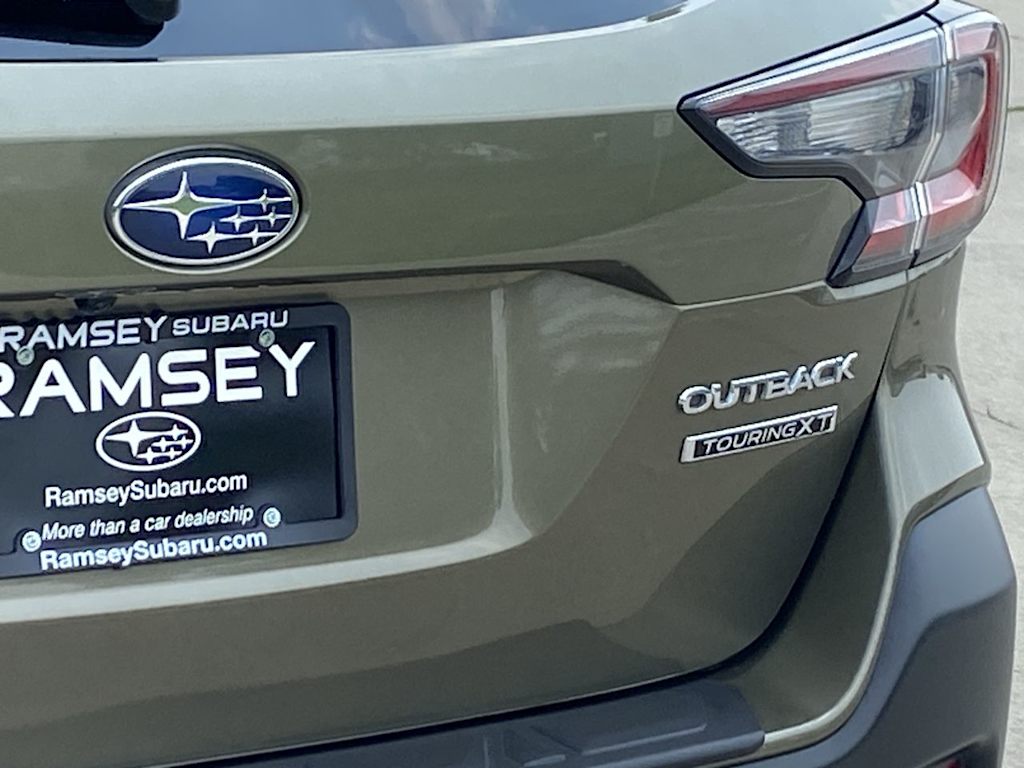 RAMSEY SUBARU
RAMSEY
RamseySubaru.com
More than a car dealership
RamseySubaru.com
OUTBACK
TOURING XT